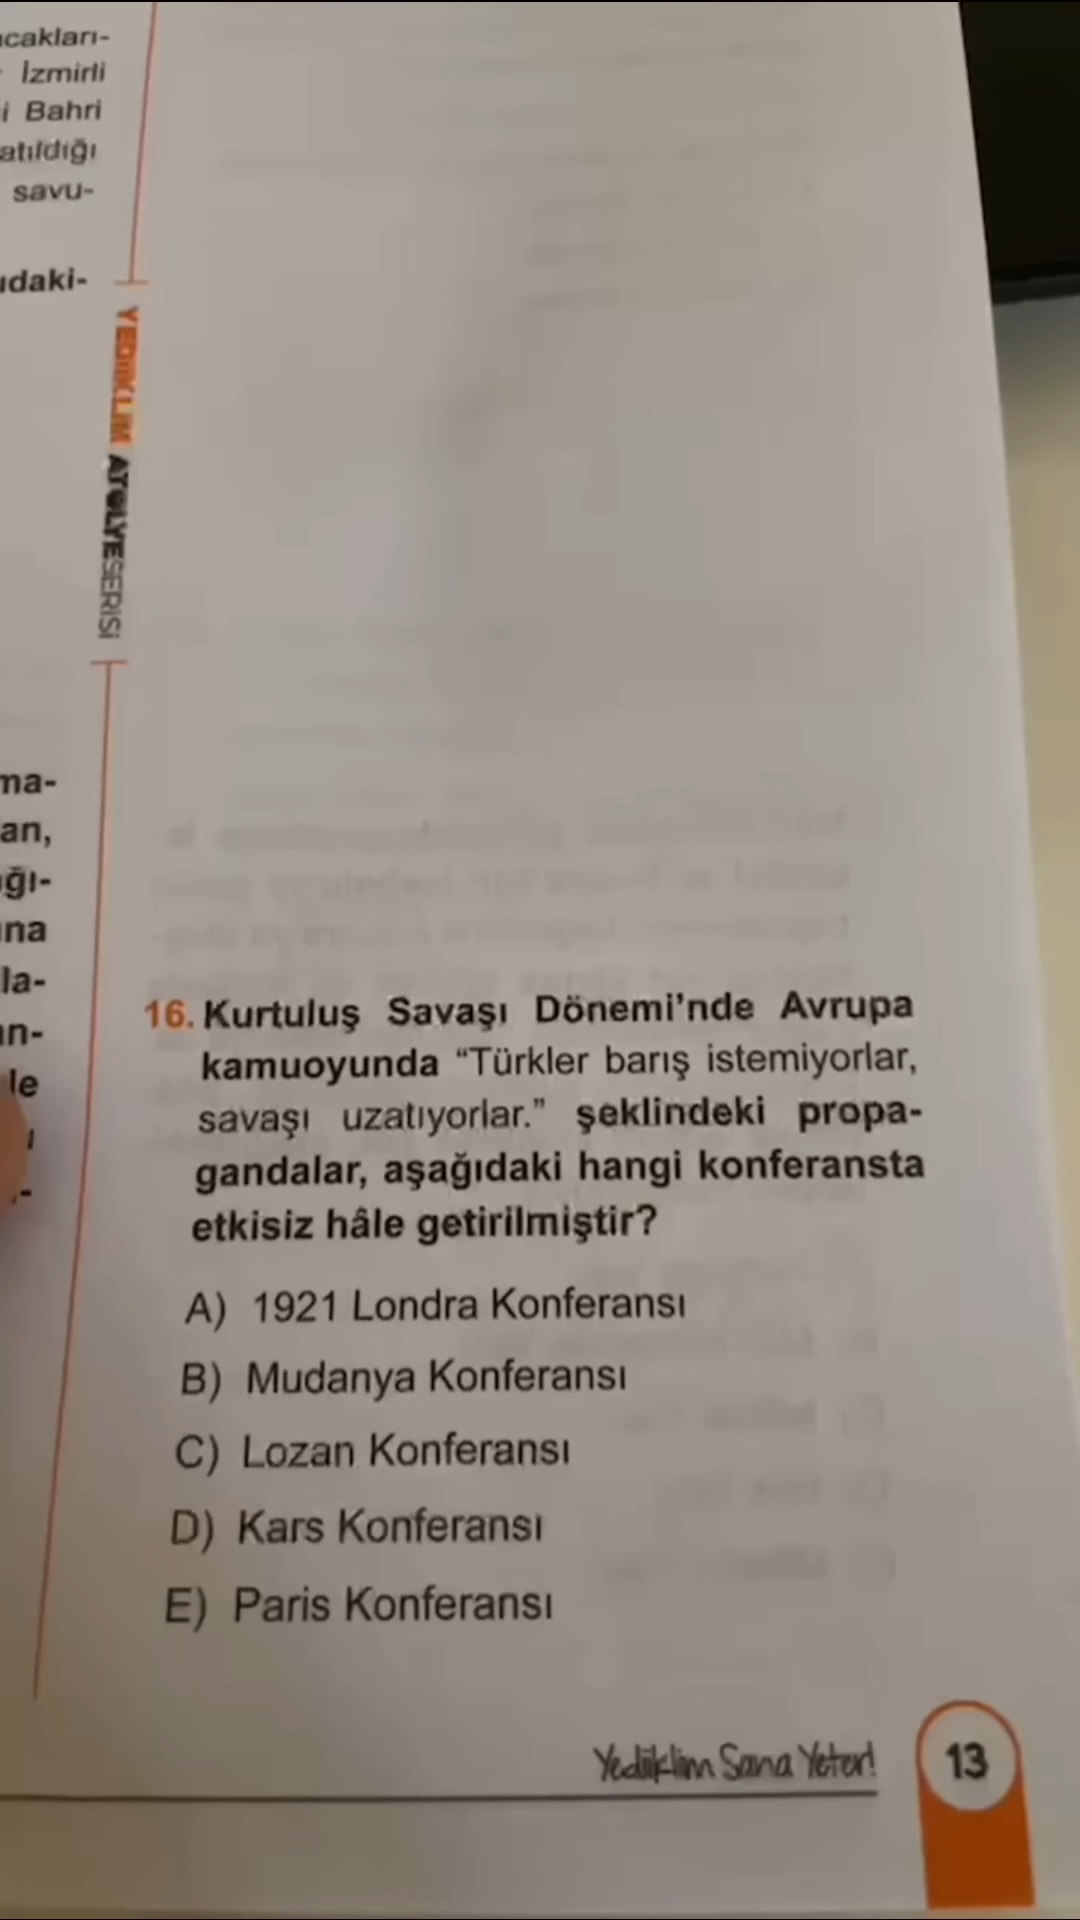 cakları-
İzmirli
i Bahri
atıldığı
savu-
ıdaki-
YEDİİKLİM ATÖLYESERİSİ
ma-
an,
ğı-
ına
la-
ın-
le
16. Kurtuluş Savaşı Dönemi'nde Avrupa
kamuoyunda “Türkler barış istemiyorlar,
savaşı uzatıyorlar.” şeklindeki propa-
gandalar, aşağıdaki hangi konferansta
etkisiz hâle getirilmiştir?
A) 1921 Londra Konferansı
B) Mudanya Konferansı
C) Lozan Konferansı
D) Kars Konferansı
E) Paris Konferansı
Yediiklim Sana Yeter!
13